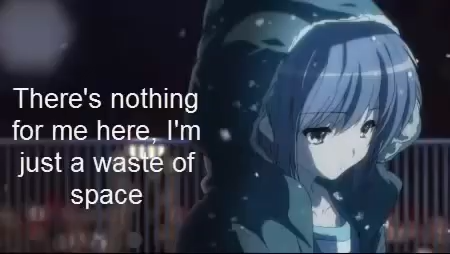 There's nothing
for me here, I'm
just a waste of
space